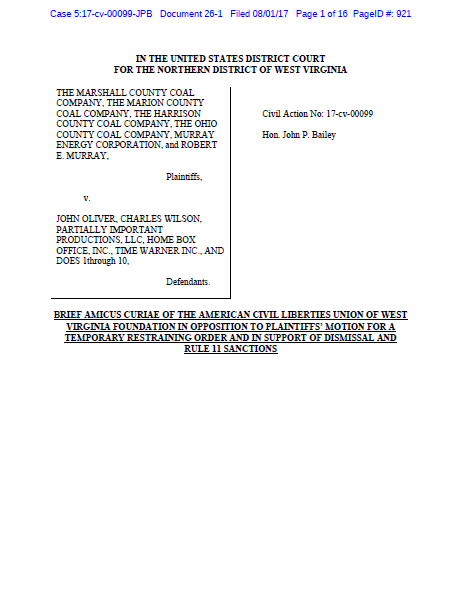 Case 5:17-cv-00099-JPB Document 26-1 Filed 08/01/17 Page 1 of 16 PageID #: 921
IN THE UNITED STATES DISTRICT COURT
FOR THE NORTHERN DISTRICT OF WEST VIRGINIA
THE MARSHALL COUNTY COAL
COMPANY, THE MARION COUNTY
COAL COMPANY, THE HARRISON
COUNTY COAL COMPANY, THE OHIO
COUNTY COAL COMPANY, MURRAY
ENERGY CORPORATION, and ROBERT
E. MURRAY,
Plaintiffs,
v.
JOHN OLIVER, CHARLES WILSON,
PARTIALLY IMPORTANT
PRODUCTIONS, LLC, HOME BOX
OFFICE, INC., TIME WARNER INC., AND
DOES 1through 10,
Defendants.
Civil Action No: 17-cv-00099
Hon. John P. Bailey
BRIEF AMICUS CURIAE OF THE AMERICAN CIVIL LIBERTIES UNION OF WEST
VIRGINIA FOUNDATION IN OPPOSITION TO PLAINTIFFS' MOTION FOR A
TEMPORARY RESTRAINING ORDER AND IN SUPPORT OF DISMISSAL AND
RULE 11 SANCTIONS